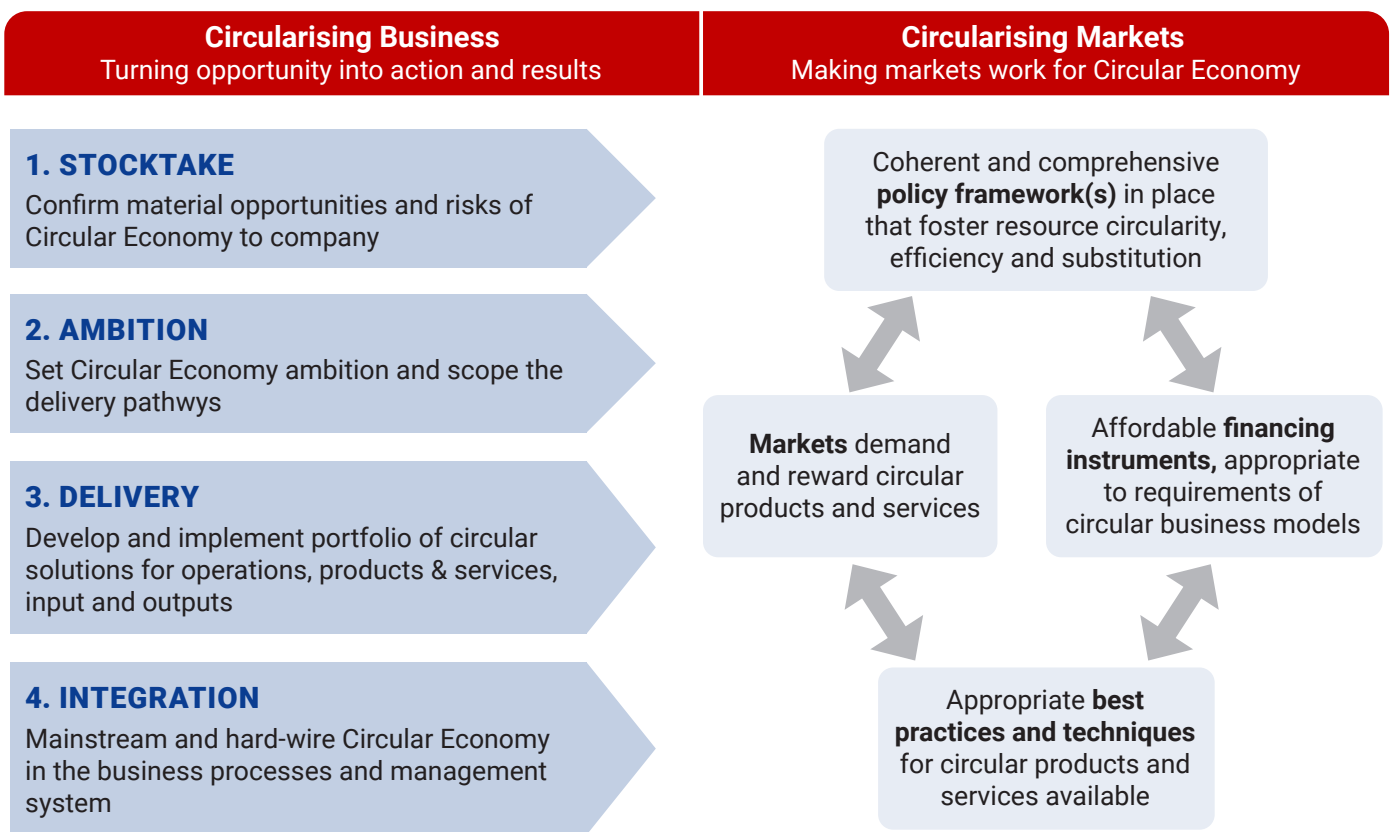 Circularising Business
Turning opportunity into action and results
Circularising Markets
Making markets work for Circular Economy
1. STOCKTAKE
Confirm material opportunities and risks of
Circular Economy to company
2. AMBITION
Set Circular Economy ambition and scope the
delivery pathwys
3. DELIVERY
Develop and implement portfolio of circular
solutions for operations, products & services,
input and outputs
4. INTEGRATION
Mainstream and hard-wire Circular Economy
in the business processes and management
system
Coherent and comprehensive
policy framework(s) in place
that foster resource circularity,
efficiency and substitution
Markets demand
and reward circular
products and services
Affordable financing
instruments, appropriate
to requirements of
circular business models
Appropriate best
practices and techniques
for circular products and
services available